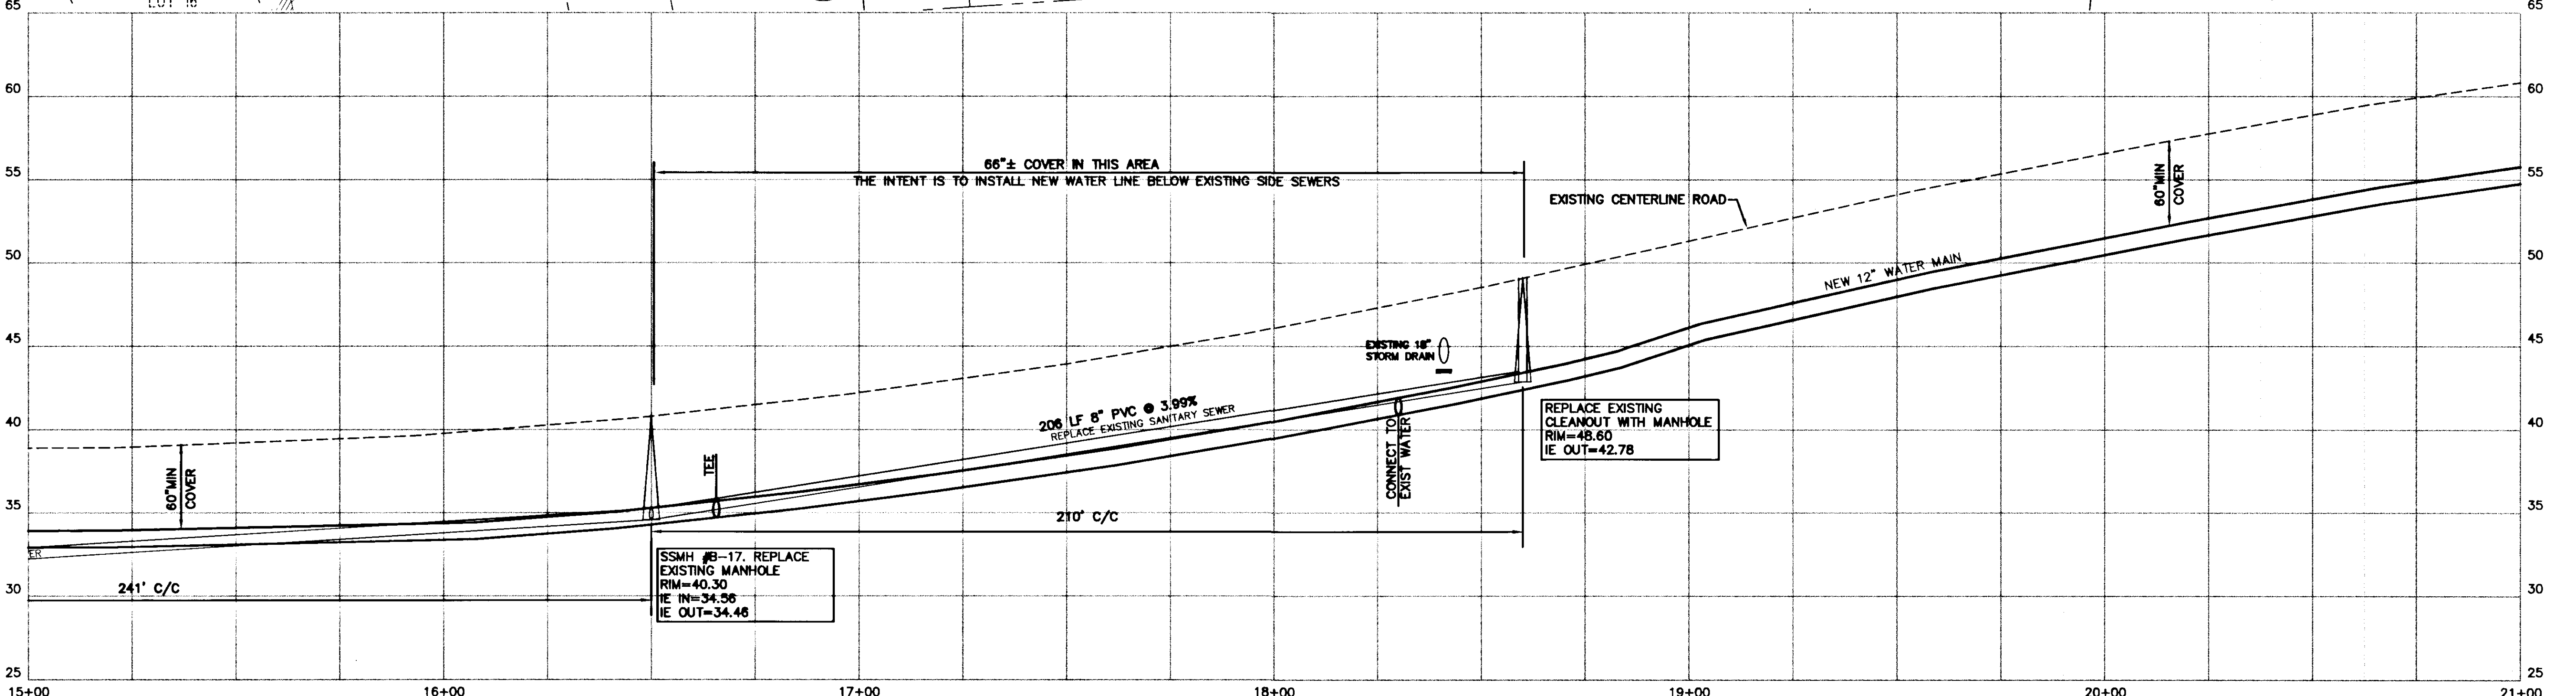 LOT 16
65
65
60
60
55
55
50
50
45
45
40
40
35
35
30
30
25
25
66"± COVER IN THIS AREA
THE INTENT IS TO INSTALL NEW WATER LINE BELOW EXISTING SIDE SEWERS
EXISTING CENTERLINE ROAD
60"MIN
COVER
NEW 12" WATER MAIN
EXISTING 18"
STORM DRAIN
206 LF 8" PVC @ 3.99%
REPLACE EXISTING SANITARY SEWER
CONNECT TO
EXIST WATER
REPLACE EXISTING
CLEANOUT WITH MANHOLE
RIM=48.60
IE OUT=42.78
60"MIN
COVER
TEE
210' C/C
ER
241' C/C
SSMH #B-17. REPLACE
EXISTING MANHOLE
RIM=40.30
IE IN=34.56
IE OUT=34.46
15+00
16+00
17+00
18+00
19+00
20+00
21+00